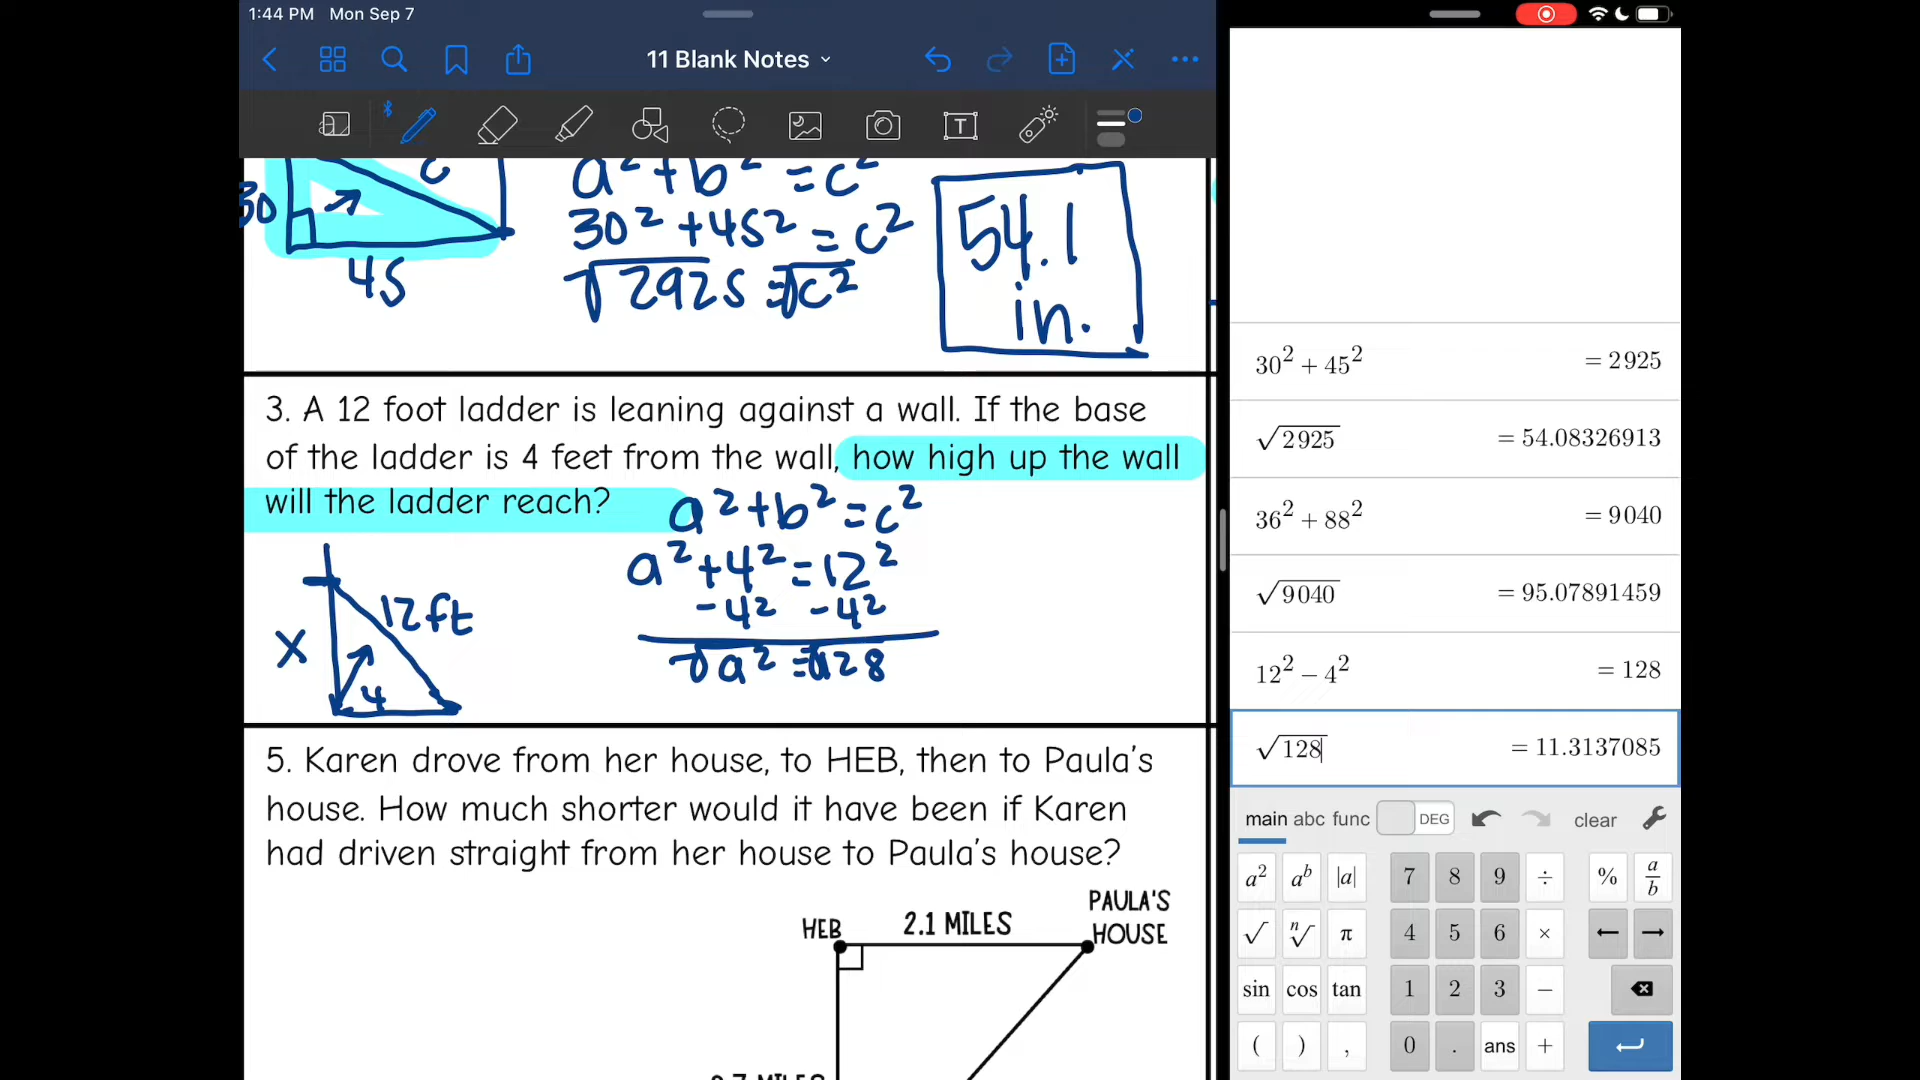 1:44 PM Mon Sep 7
11 Blank Notes
T
30
c
45
a² + b² = c²
30² + 45² = c²
√2925 = √c²
54.1
in.
3. A 12 foot ladder is leaning against a wall. If the base
of the ladder is 4 feet from the wall, how high up the wall
will the ladder reach?
a² + b² = c²
a² + 4² = 12²
-4² -4²
√a² = √128
12 ft
X
4
5. Karen drove from her house, to HEB, then to Paula's
house. How much shorter would it have been if Karen
had driven straight from her house to Paula's house?
PAULA'S
HOUSE
HEB
2.1 MILES
30² + 45² = 2925
√2925 = 54.08326913
36² + 88² = 9040
√9040 = 95.07891459
12² − 4² = 128
√128 = 11.3137085
main abc func DEG clear
a² aᵇ |a| 7 8 9 ÷ % a/b
√ ⁿ√ π 4 5 6 × ← →
sin cos tan 1 2 3 −
( ) , 0 . ans +